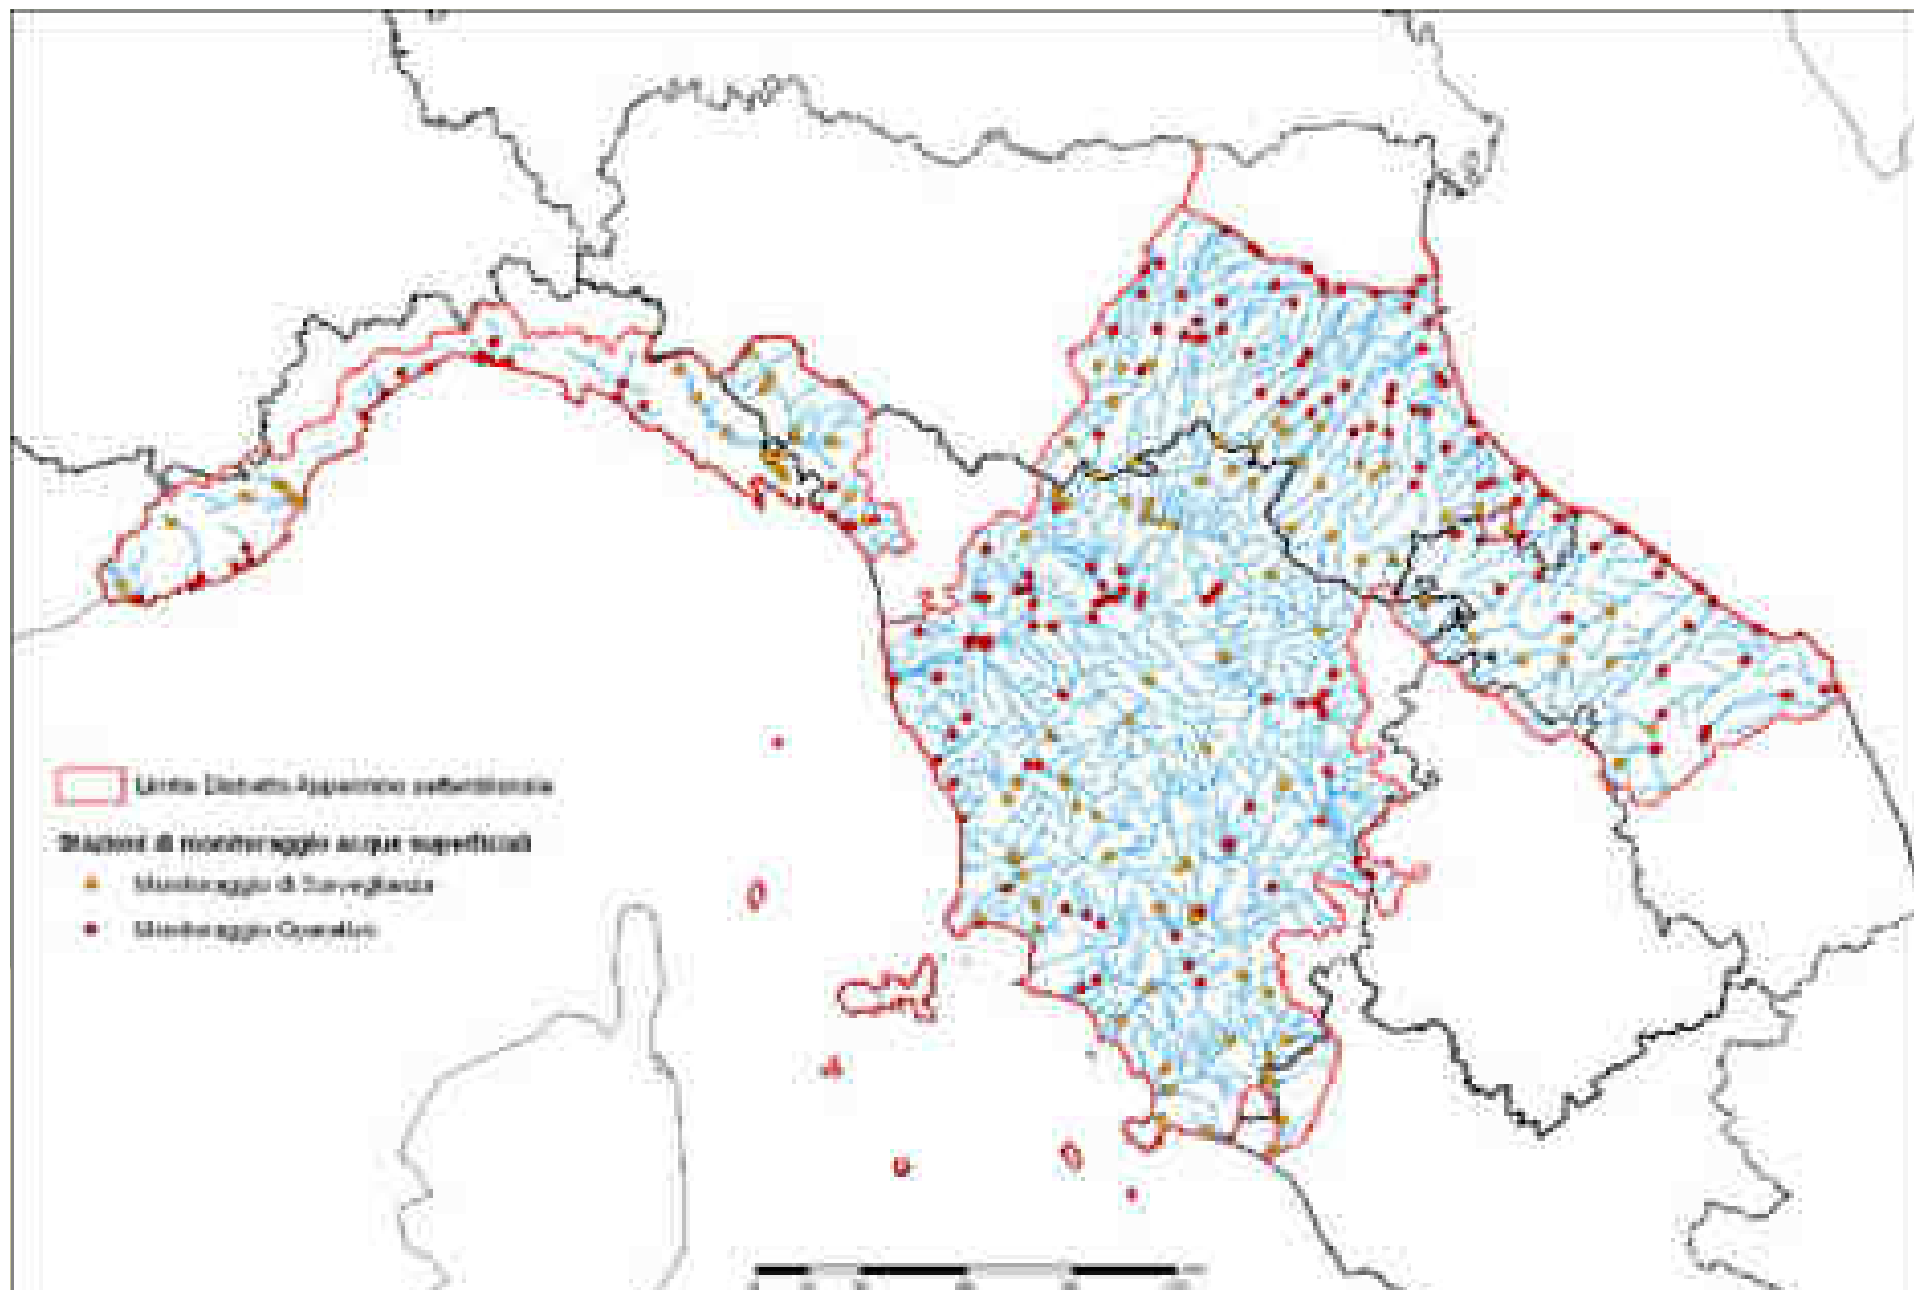 Limite Distretto Appennino settentrionale
Stazioni di monitoraggio acque superficiali
Monitoraggio di Sorveglianza
Monitoraggio Operativo